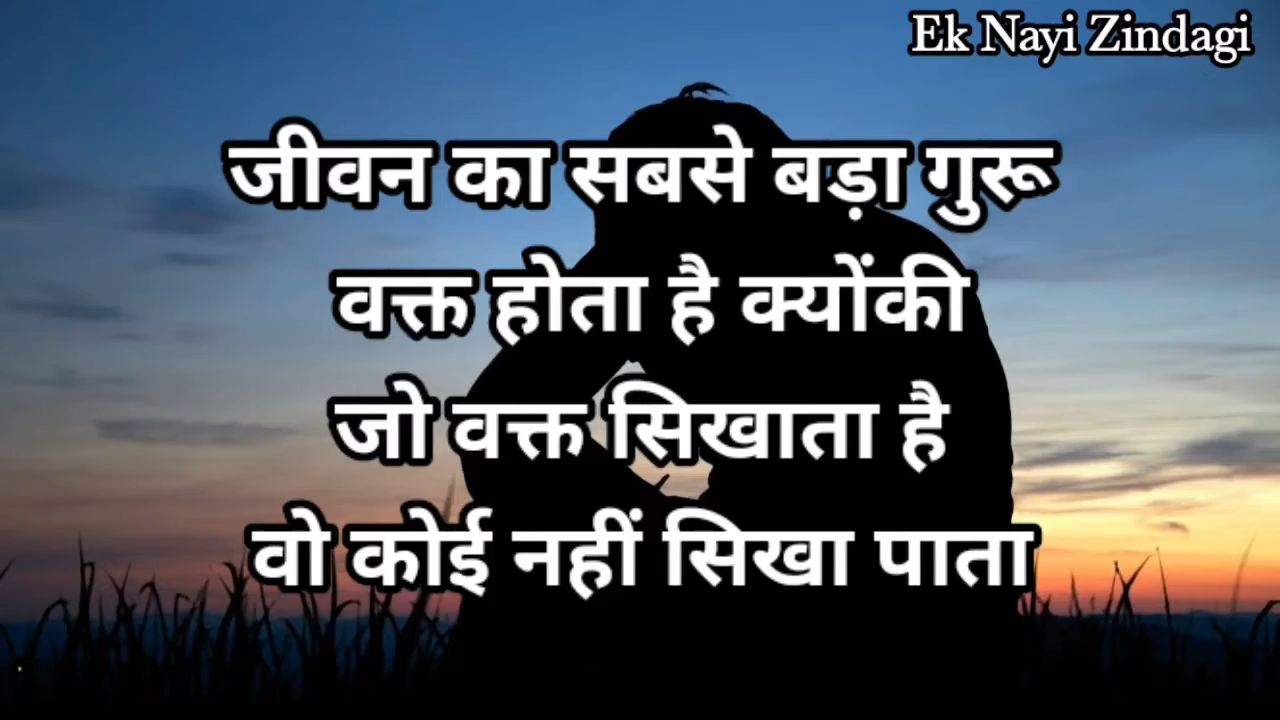 Ek Nayi Zindagi
जीवन का सबसे बड़ा गुरू
वक्त होता है क्योंकी
जो वक्त सिखाता है
वो कोई नहीं सिखा पाता